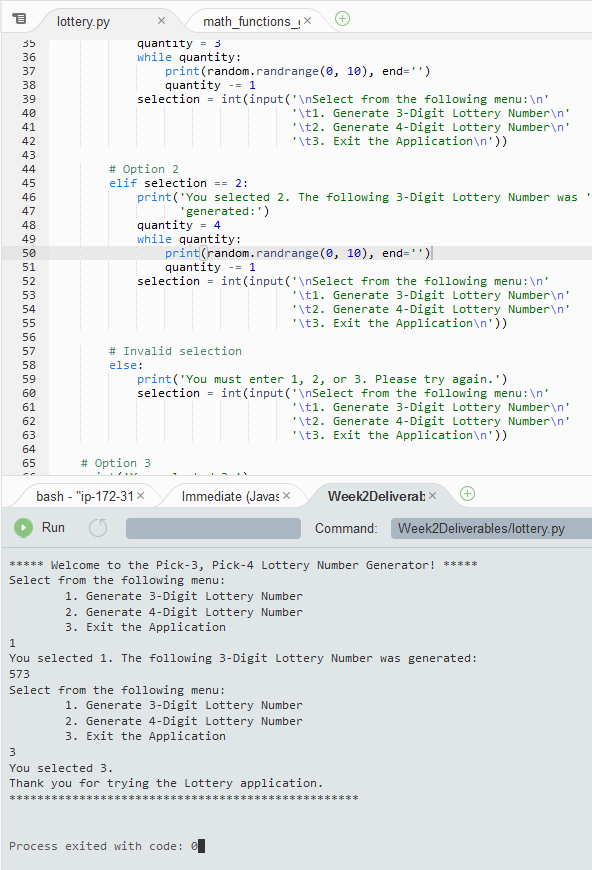 lottery.py
math_functions_
35 quantity = 3
36 while quantity:
37 print(random.randrange(0, 10), end='')
38 quantity -= 1
39 selection = int(input('\nSelect from the following menu:\n'
40 '\t1. Generate 3-Digit Lottery Number\n'
41 '\t2. Generate 4-Digit Lottery Number\n'
42 '\t3. Exit the Application\n'))
43
44 # Option 2
45 elif selection == 2:
46 print('You selected 2. The following 3-Digit Lottery Number was '
47 'generated:')
48 quantity = 4
49 while quantity:
50 print(random.randrange(0, 10), end='')
51 quantity -= 1
52 selection = int(input('\nSelect from the following menu:\n'
53 '\t1. Generate 3-Digit Lottery Number\n'
54 '\t2. Generate 4-Digit Lottery Number\n'
55 '\t3. Exit the Application\n'))
56
57 # Invalid selection
58 else:
59 print('You must enter 1, 2, or 3. Please try again.')
60 selection = int(input('\nSelect from the following menu:\n'
61 '\t1. Generate 3-Digit Lottery Number\n'
62 '\t2. Generate 4-Digit Lottery Number\n'
63 '\t3. Exit the Application\n'))
64
65 # Option 3
bash - "ip-172-31
Immediate (Javas
Week2Deliverab
Run
Command:
Week2Deliverables/lottery.py
***** Welcome to the Pick-3, Pick-4 Lottery Number Generator! *****
Select from the following menu:
1. Generate 3-Digit Lottery Number
2. Generate 4-Digit Lottery Number
3. Exit the Application
1
You selected 1. The following 3-Digit Lottery Number was generated:
573
Select from the following menu:
1. Generate 3-Digit Lottery Number
2. Generate 4-Digit Lottery Number
3. Exit the Application
3
You selected 3.
Thank you for trying the Lottery application.
**************************************************
Process exited with code: 0